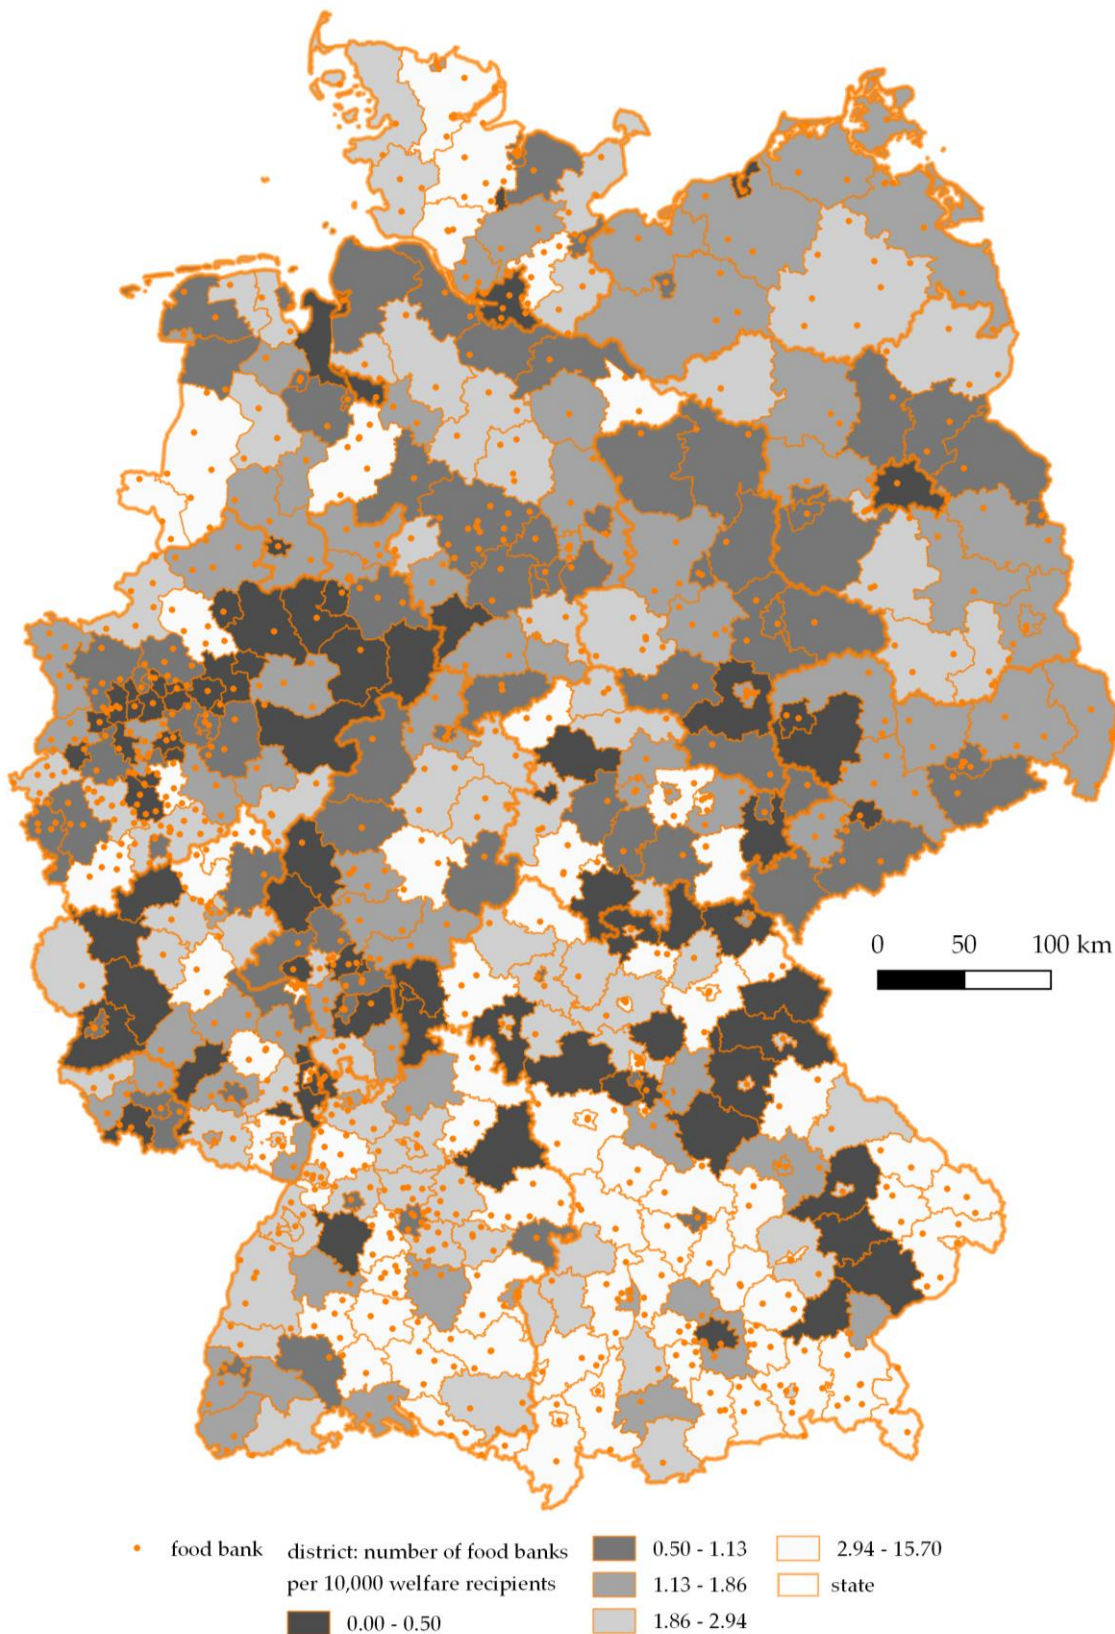 0 50 100 km
food bank
district: number of food banks
per 10,000 welfare recipients
0.00 - 0.50
0.50 - 1.13
1.13 - 1.86
1.86 - 2.94
2.94 - 15.70
state